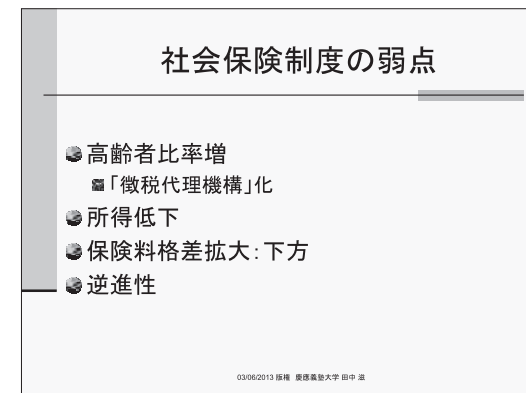 社会保険制度の弱点
高齢者比率増
「徴税代理機構」化
所得低下
保険料格差拡大：下方
逆進性
03/06/2013 版権 慶應義塾大学 田中 滋